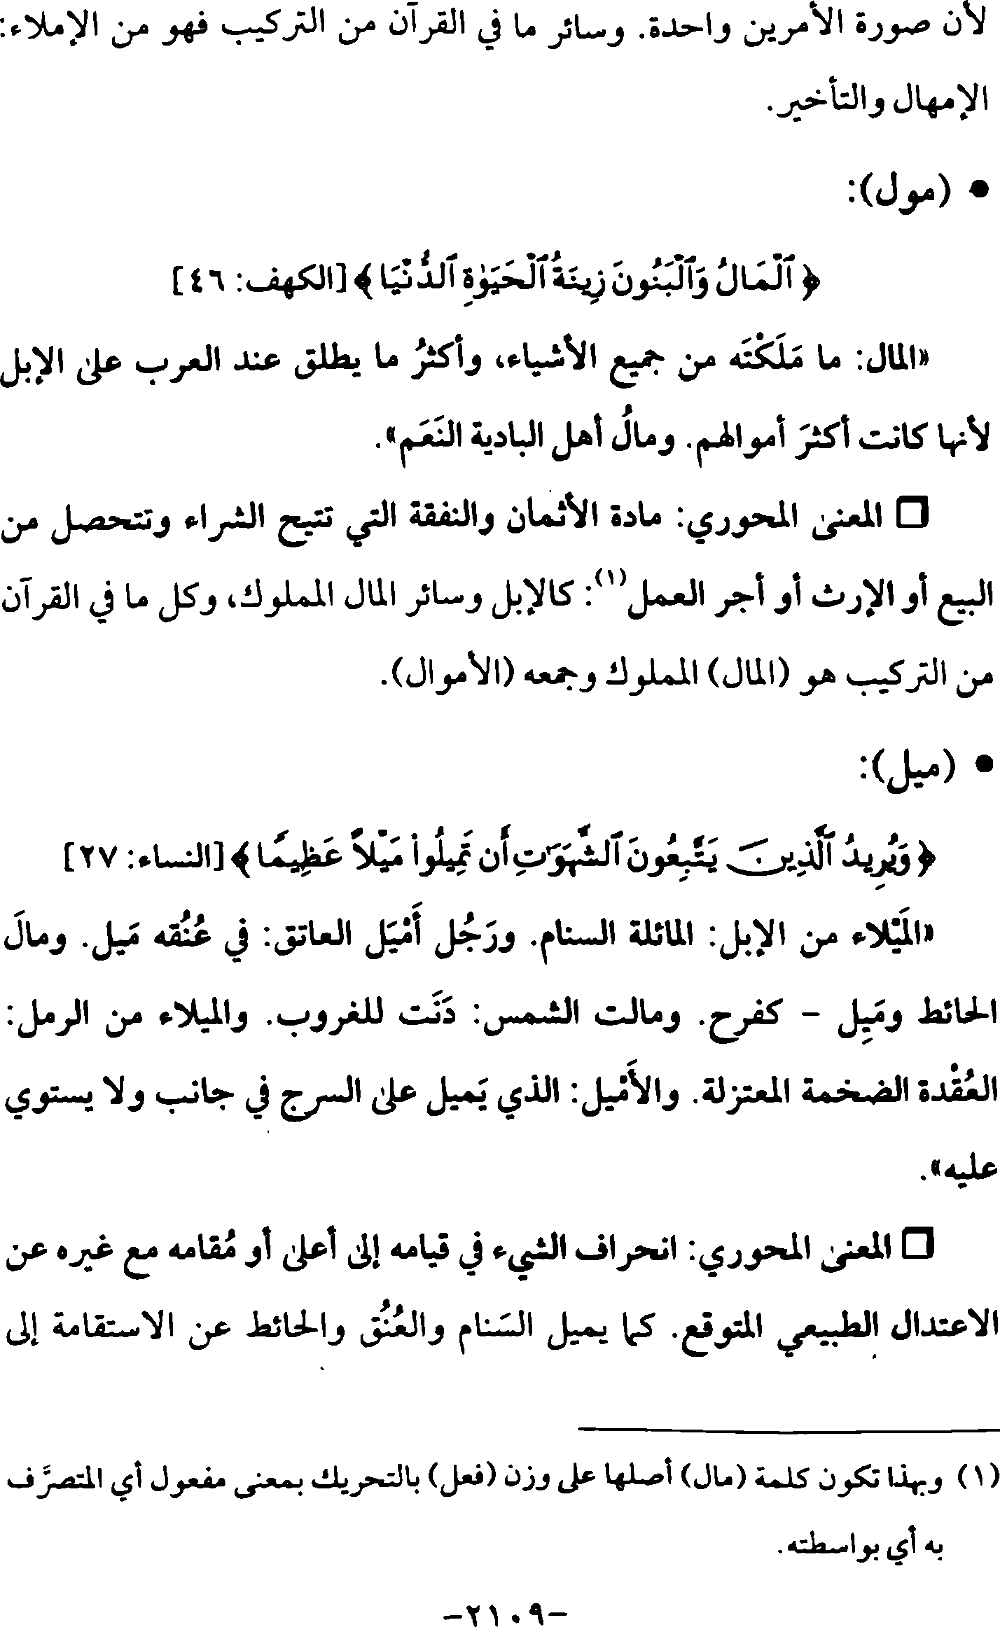 لأن صورة الأمرين واحدة. وسائر ما في القرآن من التركيب فهو من الإملاء:
الإمهال والتأخير.
• (مول):
﴿ ٱلْمَالُ وَٱلْبَنُونَ زِينَةُ ٱلْحَيَوٰةِ ٱلدُّنْيَا ﴾ [الكهف: ٤٦]
«المال: ما مَلَكْتَه من جميع الأشياء، وأكثرُ ما يطلق عند العرب على الإبل
لأنها كانت أكثرَ أموالهم. ومالُ أهل البادية النَعَم».
□ المعنى المحوري: مادة الأثمان والنفقة التي تتيح الشراء وتتحصل من
البيع أو الإرث أو أجر العمل(١): كالإبل وسائر المال المملوك، وكل ما في القرآن
من التركيب هو (المال) المملوك وجمعه (الأموال).
• (ميل):
﴿ وَيُرِيدُ ٱلَّذِينَ يَتَّبِعُونَ ٱلشَّهَوَٰتِ أَن تَمِيلُوا۟ مَيْلًا عَظِيمًا ﴾ [النساء: ٢٧]
«المَيْلاء من الإبل: المائلة السنام. ورَجُل أَمْيَل العاتق: في عُنُقه مَيل. ومالَ
الحائط ومَيِل – كفرح. ومالت الشمس: دَنَت للغروب. والميلاء من الرمل:
العُقْدة الضخمة المعتزلة. والأَمْيل: الذي يَميل على السرج في جانب ولا يستوي
عليه».
□ المعنى المحوري: انحراف الشيء في قيامه إلى أعلى أو مُقامه مع غيره عن
الاعتدال الطبيعي المتوقع. كما يميل السَنام والعُنُق والحائط عن الاستقامة إلى
(١) وبهذا تكون كلمة (مال) أصلها على وزن (فعل) بالتحريك بمعنى مفعول أي المتصرَّف
به أي بواسطته.
-٢١٠٩-